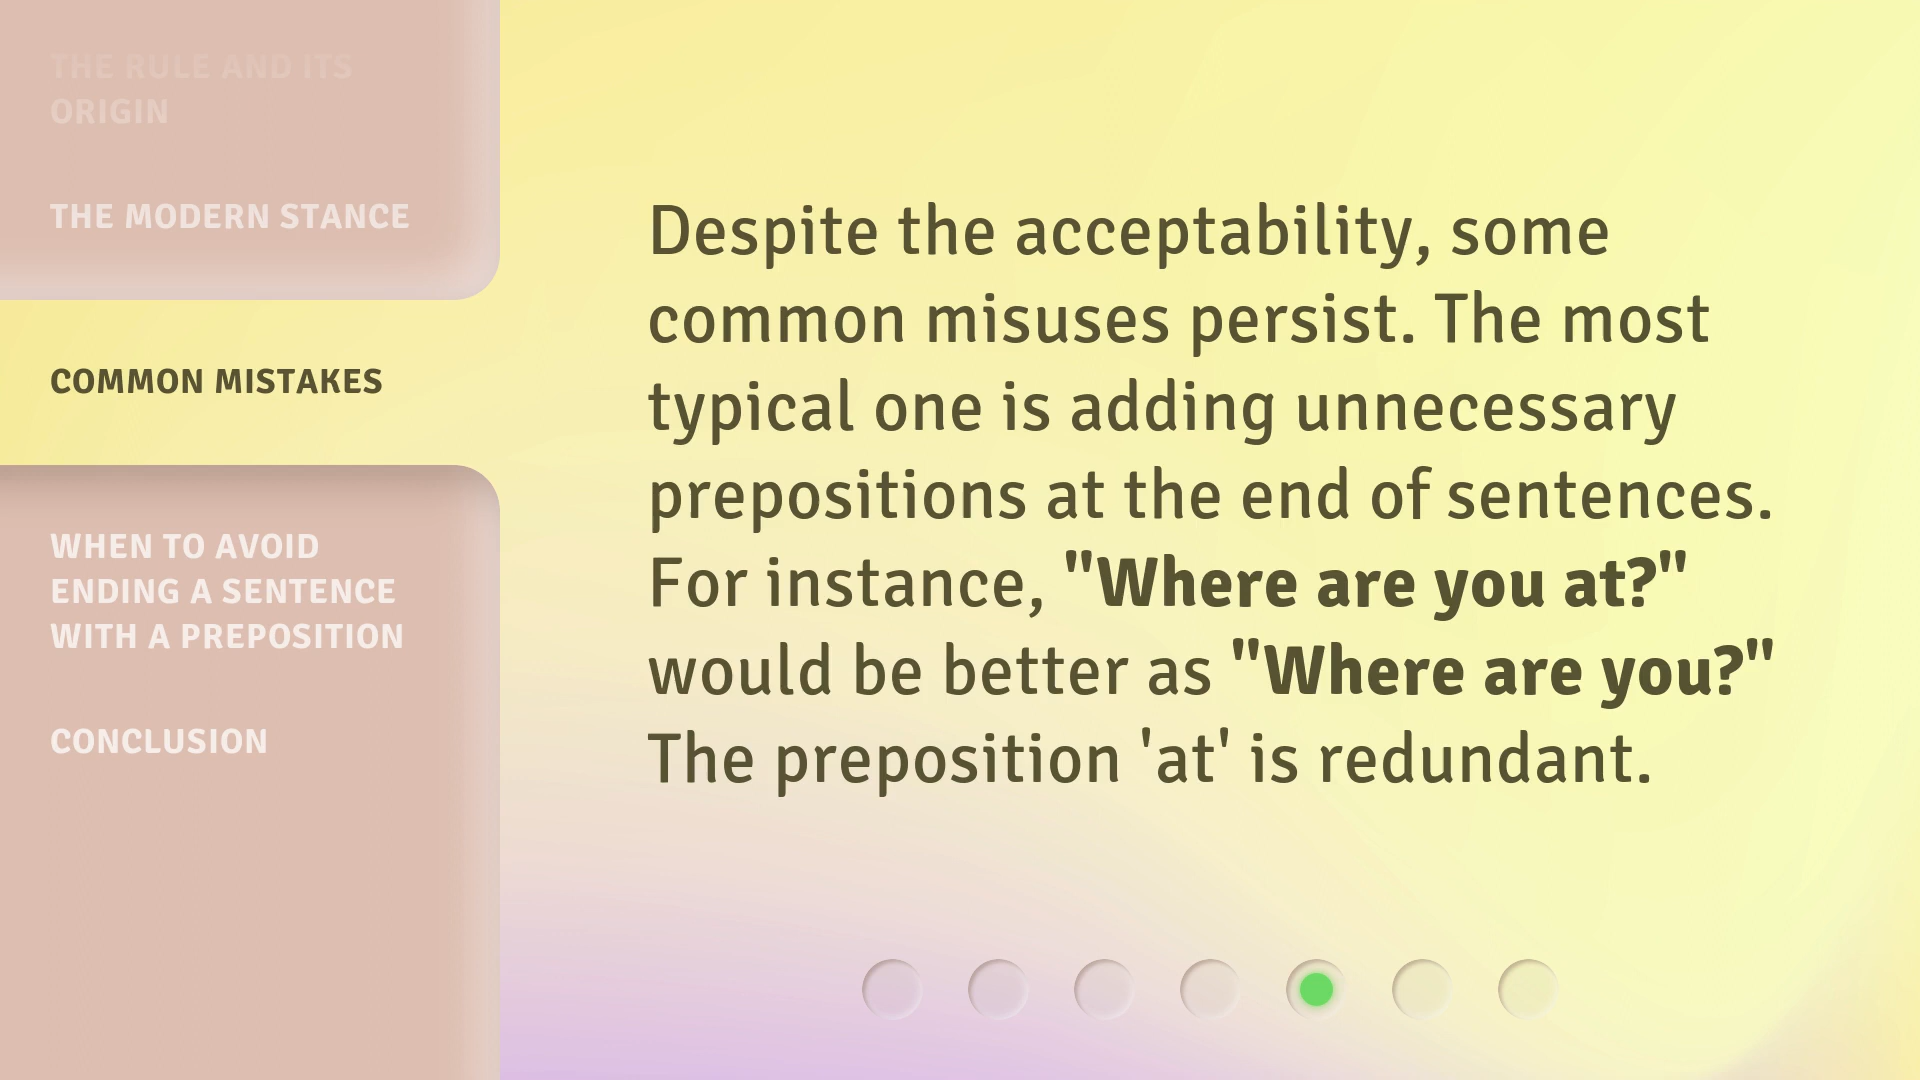 THE RULE AND ITS
ORIGIN
THE MODERN STANCE
COMMON MISTAKES
WHEN TO AVOID
ENDING A SENTENCE
WITH A PREPOSITION
CONCLUSION
Despite the acceptability, some
common misuses persist. The most
typical one is adding unnecessary
prepositions at the end of sentences.
For instance, "Where are you at?"
would be better as "Where are you?"
The preposition 'at' is redundant.